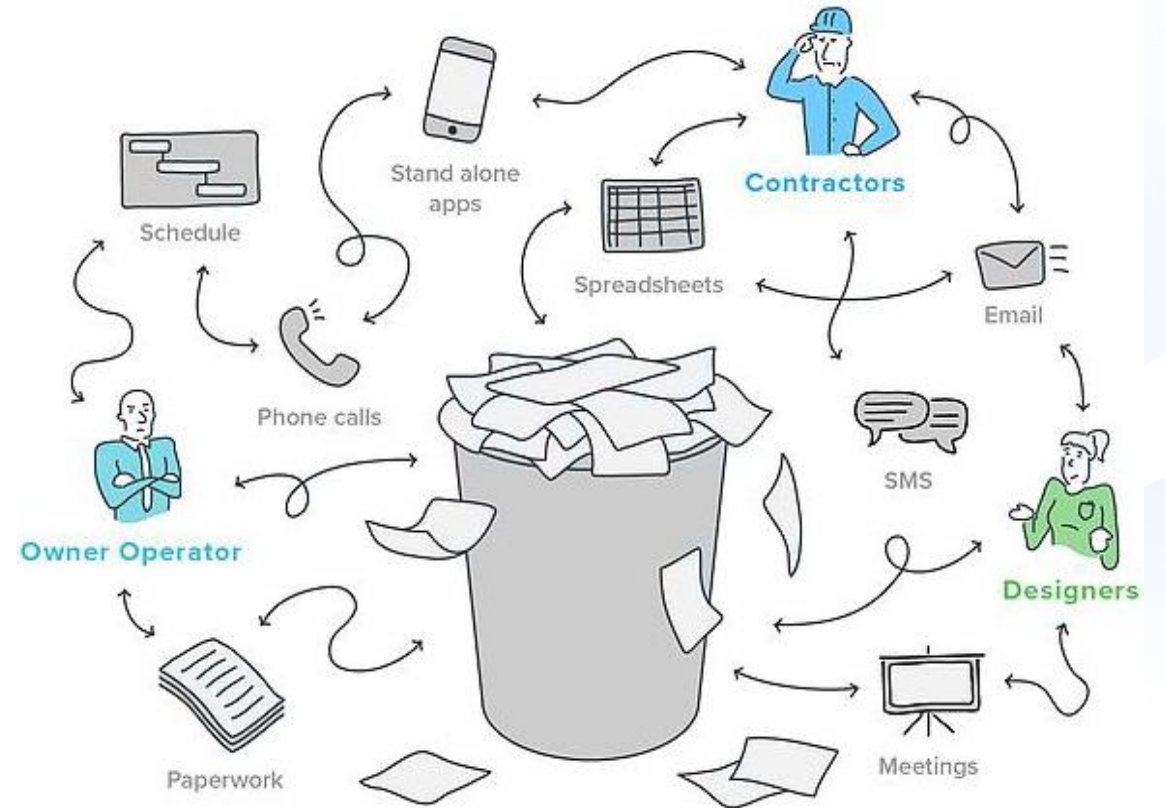 Stand alone
apps
Contractors
Schedule
Spreadsheets
Email
Phone calls
SMS
Owner Operator
Designers
Paperwork
Meetings